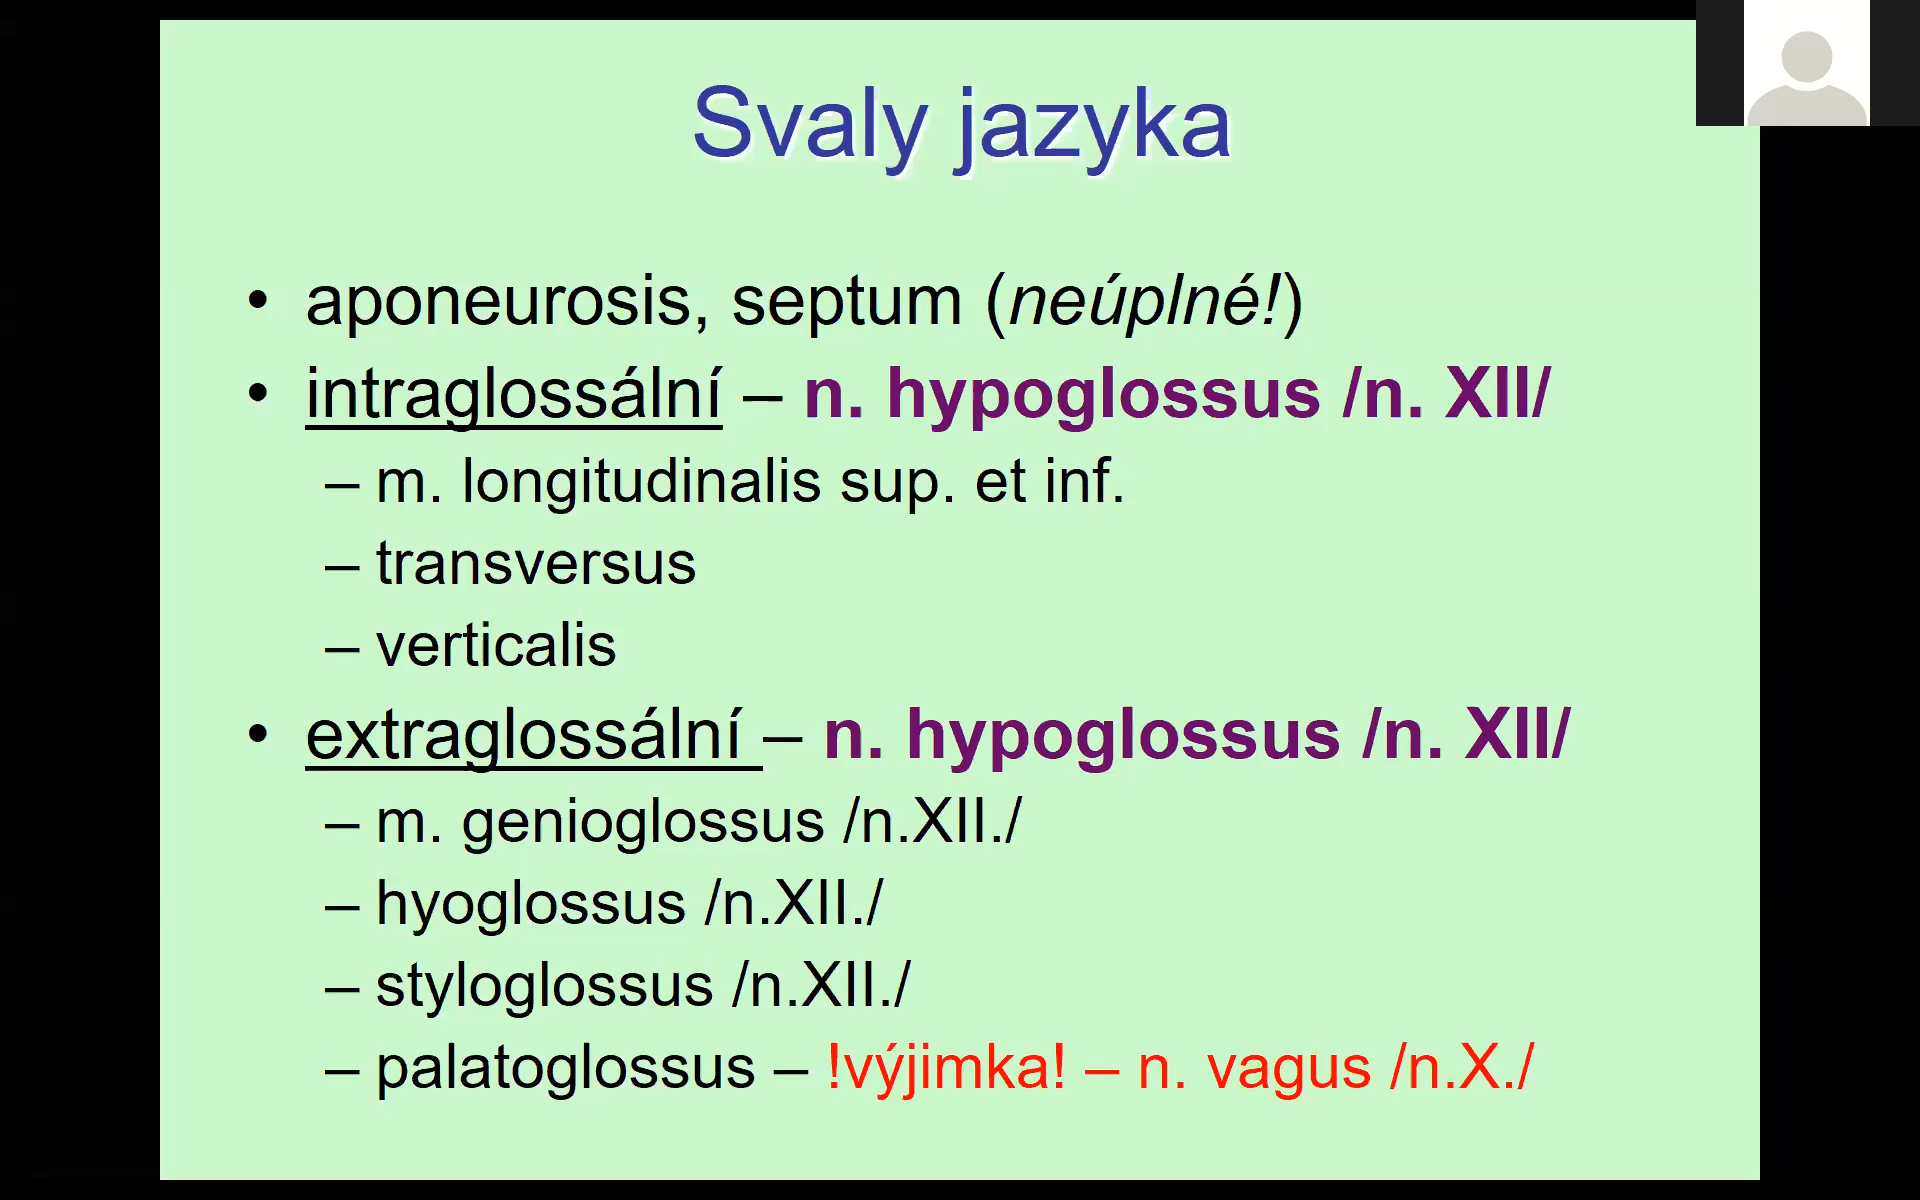 Svaly jazyka
• aponeurosis, septum (neúplné!)
• intraglossální – n. hypoglossus /n. XII/
– m. longitudinalis sup. et inf.
– transversus
– verticalis
• extraglossální – n. hypoglossus /n. XII/
– m. genioglossus /n.XII./
– hyoglossus /n.XII./
– styloglossus /n.XII./
– palatoglossus – !výjimka! – n. vagus /n.X./